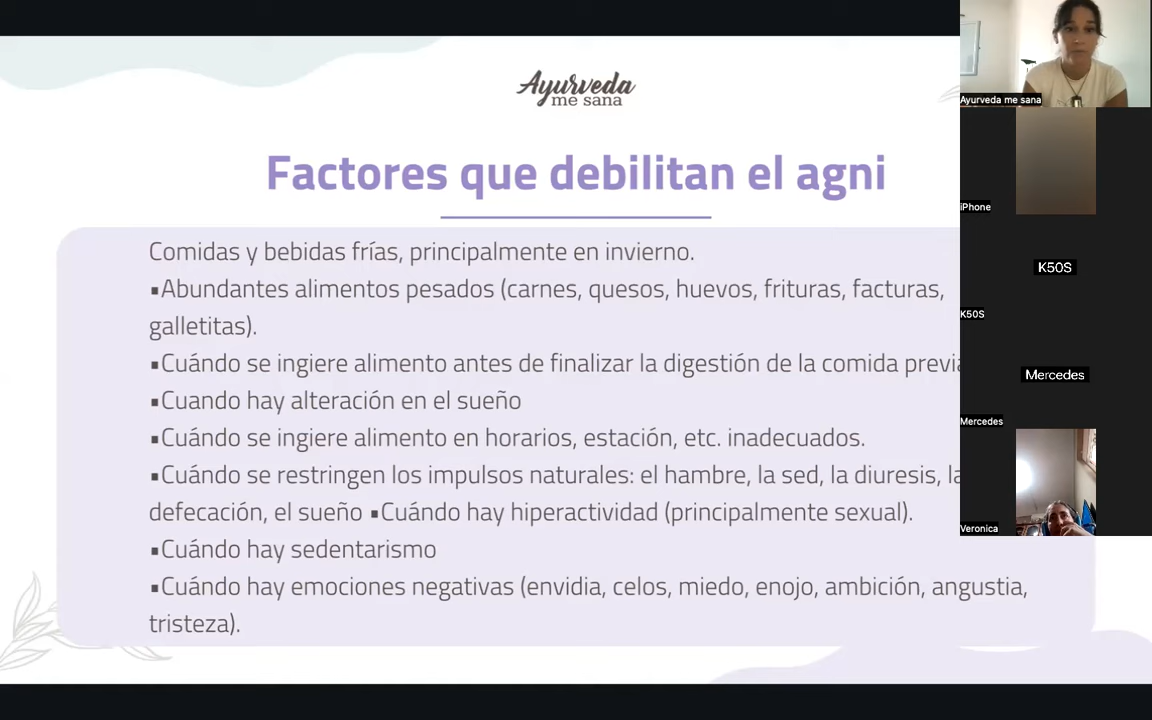 Ayurveda
me sana
Factores que debilitan el agni
Comidas y bebidas frías, principalmente en invierno.
▪Abundantes alimentos pesados (carnes, quesos, huevos, frituras, facturas,
galletitas).
▪Cuándo se ingiere alimento antes de finalizar la digestión de la comida previa
▪Cuando hay alteración en el sueño
▪Cuándo se ingiere alimento en horarios, estación, etc. inadecuados.
▪Cuándo se restringen los impulsos naturales: el hambre, la sed, la diuresis, la
defecación, el sueño ▪Cuándo hay hiperactividad (principalmente sexual).
▪Cuándo hay sedentarismo
▪Cuándo hay emociones negativas (envidia, celos, miedo, enojo, ambición, angustia,
tristeza).
Ayurveda me sana
iPhone
K50S
K50S
Mercedes
Mercedes
Veronica